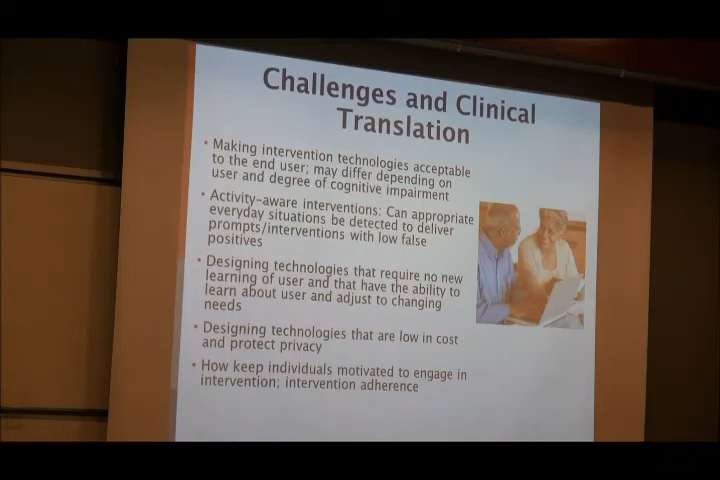 Challenges and Clinical
Translation
• Making intervention technologies acceptable
to the end user; may differ depending on
user and degree of cognitive impairment
• Activity-aware interventions: Can appropriate
everyday situations be detected to deliver
prompts/interventions with low false
positives
• Designing technologies that require no new
learning of user and that have the ability to
learn about user and adjust to changing
needs
• Designing technologies that are low in cost
and protect privacy
• How keep individuals motivated to engage in
intervention; intervention adherence